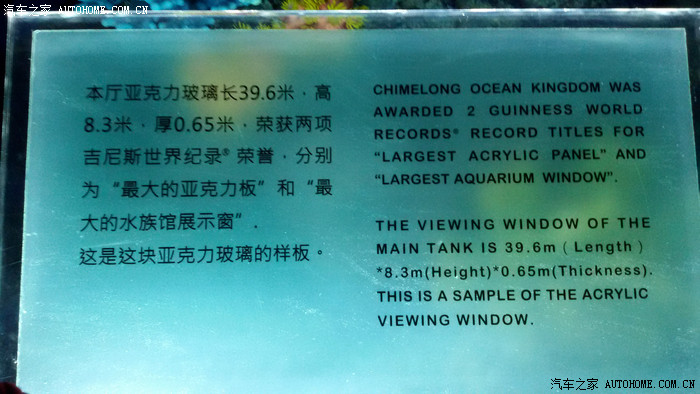 汽车之家 AUTOHOME.COM.CN
本厅亚克力玻璃长39.6米，高
8.3米，厚0.65米，荣获两项
吉尼斯世界纪录®荣誉，分别
为“最大的亚克力板”和“最
大的水族馆展示窗”.
这是这块亚克力玻璃的样板。
CHIMELONG OCEAN KINGDOM WAS
AWARDED 2 GUINNESS WORLD
RECORDS® RECORD TITLES FOR
“LARGEST ACRYLIC PANEL” AND
“LARGEST AQUARIUM WINDOW”.
THE VIEWING WINDOW OF THE
MAIN TANK IS 39.6m（Length）
*8.3m(Height)*0.65m(Thickness).
THIS IS A SAMPLE OF THE ACRYLIC
VIEWING WINDOW.
汽车之家 AUTOHOME.COM.CN